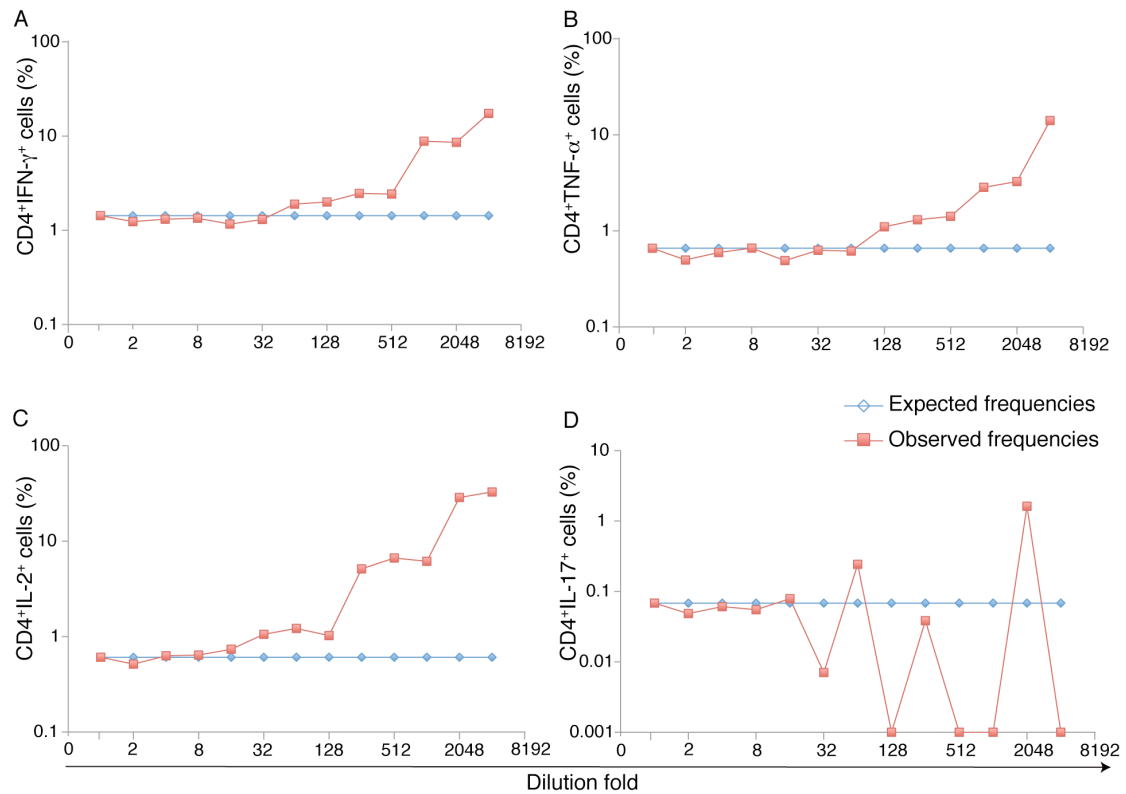 A
CD4⁺IFN-γ⁺ cells (%)
100
10
1
0.1
0 2 8 32 128 512 2048 8192
B
CD4⁺TNF-α⁺ cells (%)
100
10
1
0.1
0 2 8 32 128 512 2048 8192
C
CD4⁺IL-2⁺ cells (%)
100
10
1
0.1
0 2 8 32 128 512 2048 8192
Expected frequencies
Observed frequencies
D
CD4⁺IL-17⁺ cells (%)
10
1
0.1
0.01
0.001
0 2 8 32 128 512 2048 8192
Dilution fold